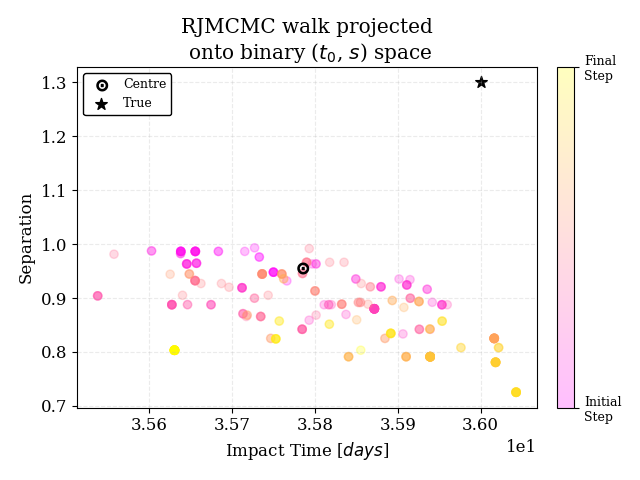 RJMCMC walk projected
onto binary (t₀, s) space
Centre
True
Final
Step
Initial
Step
1.3
1.2
1.1
1.0
0.9
0.8
0.7
Separation
3.56 3.57 3.58 3.59 3.60
1e1
Impact Time [days]